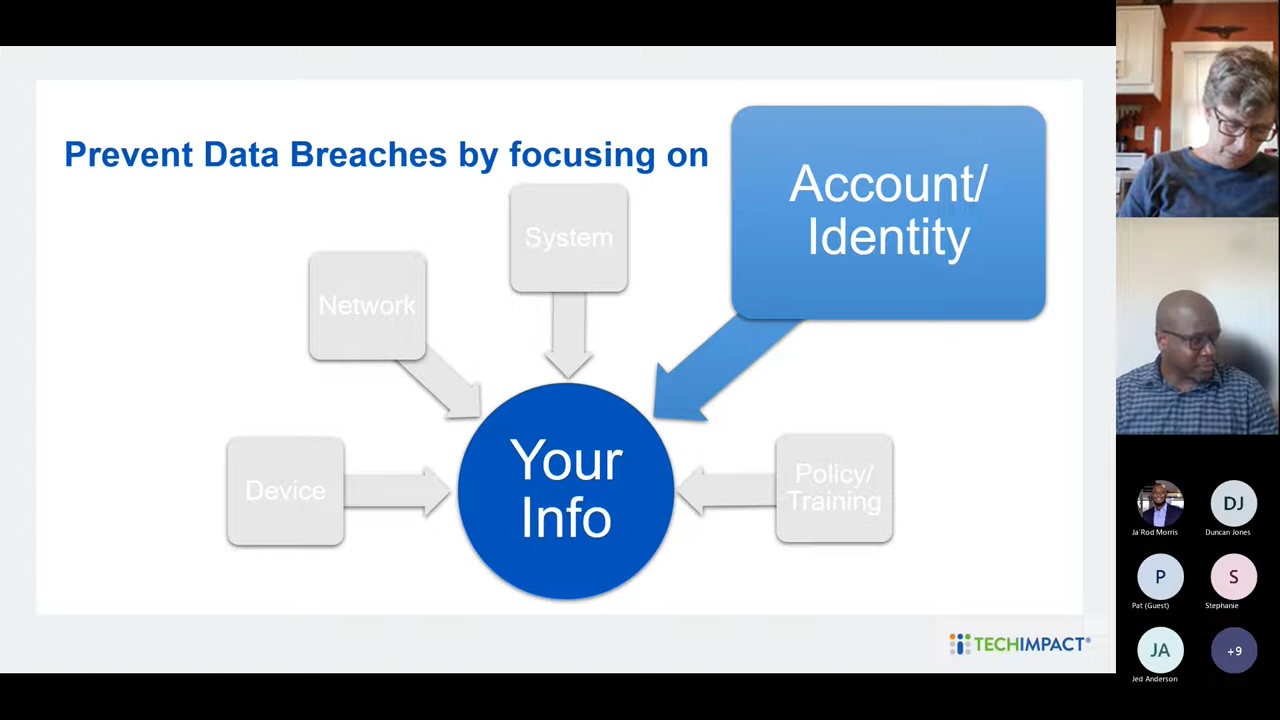 Prevent Data Breaches by focusing on
Account/
Identity
System
Network
Device
Your
Info
Policy/
Training
TECHIMPACT®
Ja'Rod Morris
DJ
Duncan Jones
P
Pat (Guest)
S
Stephanie
JA
Jed Anderson
+9